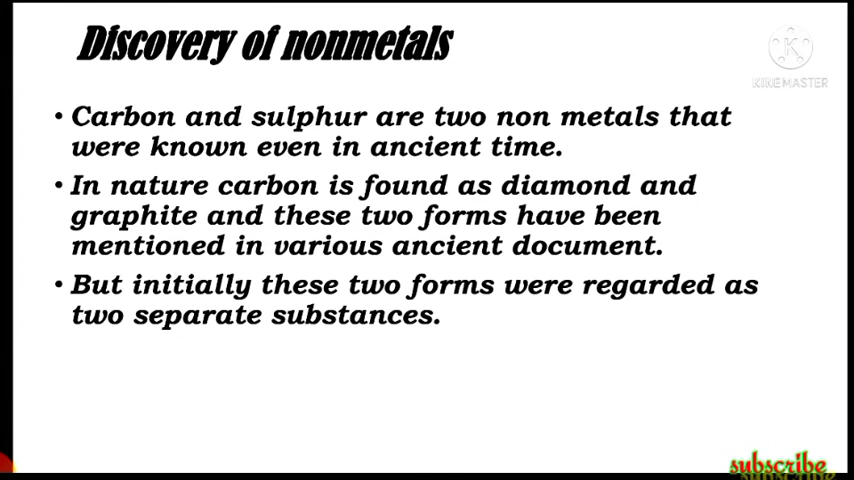 Discovery of nonmetals
K
KINEMASTER
• Carbon and sulphur are two non metals that
were known even in ancient time.
• In nature carbon is found as diamond and
graphite and these two forms have been
mentioned in various ancient document.
• But initially these two forms were regarded as
two separate substances.
subscribe
subscribe